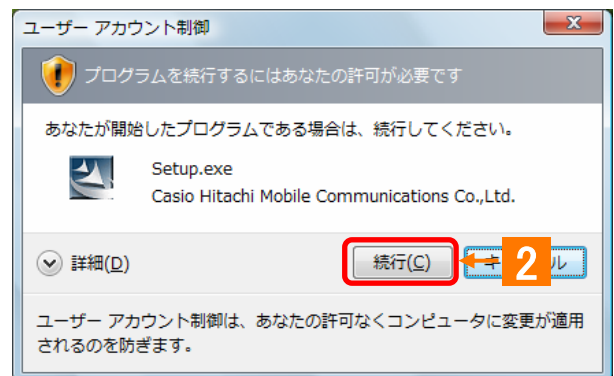 ユーザー アカウント制御
プログラムを続行するにはあなたの許可が必要です
あなたが開始したプログラムである場合は、続行してください。
Setup.exe
Casio Hitachi Mobile Communications Co.,Ltd.
詳細(D) 続行(C) 2 ル
ユーザー アカウント制御は、あなたの許可なくコンピュータに変更が適用
されるのを防ぎます。